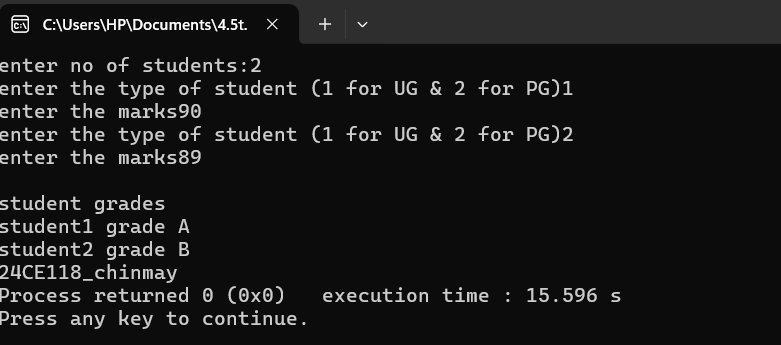 C:\Users\HP\Documents\4.5t.
enter no of students:2
enter the type of student (1 for UG & 2 for PG)1
enter the marks90
enter the type of student (1 for UG & 2 for PG)2
enter the marks89
student grades
student1 grade A
student2 grade B
24CE118_chinmay
Process returned 0 (0x0)   execution time : 15.596 s
Press any key to continue.